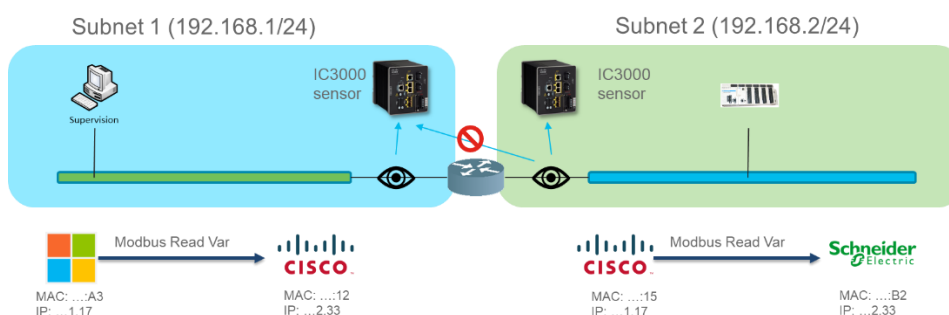 Subnet 1 (192.168.1/24)
Subnet 2 (192.168.2/24)
IC3000
sensor
IC3000
sensor
Supervision
Modbus Read Var
CISCO
Modbus Read Var
Schneider
Electric
MAC: ...:A3
IP: ...1.17
MAC: ...:12
IP: ...2.33
MAC: ...:15
IP: ...1.17
MAC: ...:B2
IP: ...2.33
CISCO